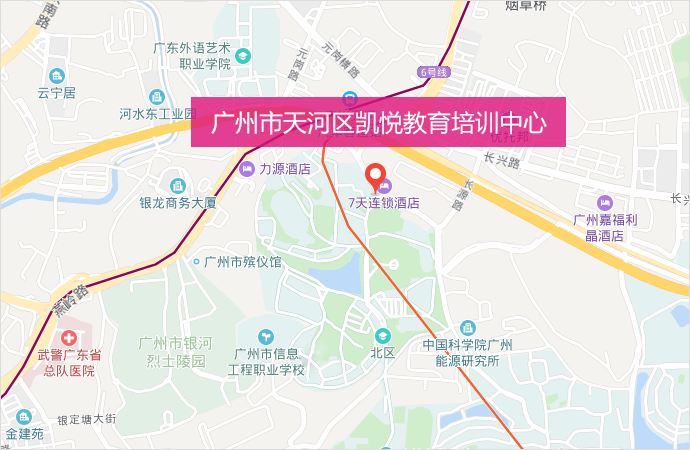 南路
烟草桥
广东外语艺术
职业学院
元岗路
元岗横路
6号线
云宁居
河水东工业园
广州市天河区凯悦教育培训中心
优托邦
长兴路
力源酒店
7天连锁酒店
长源路
银龙商务大厦
广州嘉福利
晶酒店
长兴
广州市殡仪馆
燕岭路
武警广东省
总队医院
广州市银河
烈士陵园
广州市信息
工程职业学校
北区
中国科学院广州
能源研究所
银定塘大街
金建苑